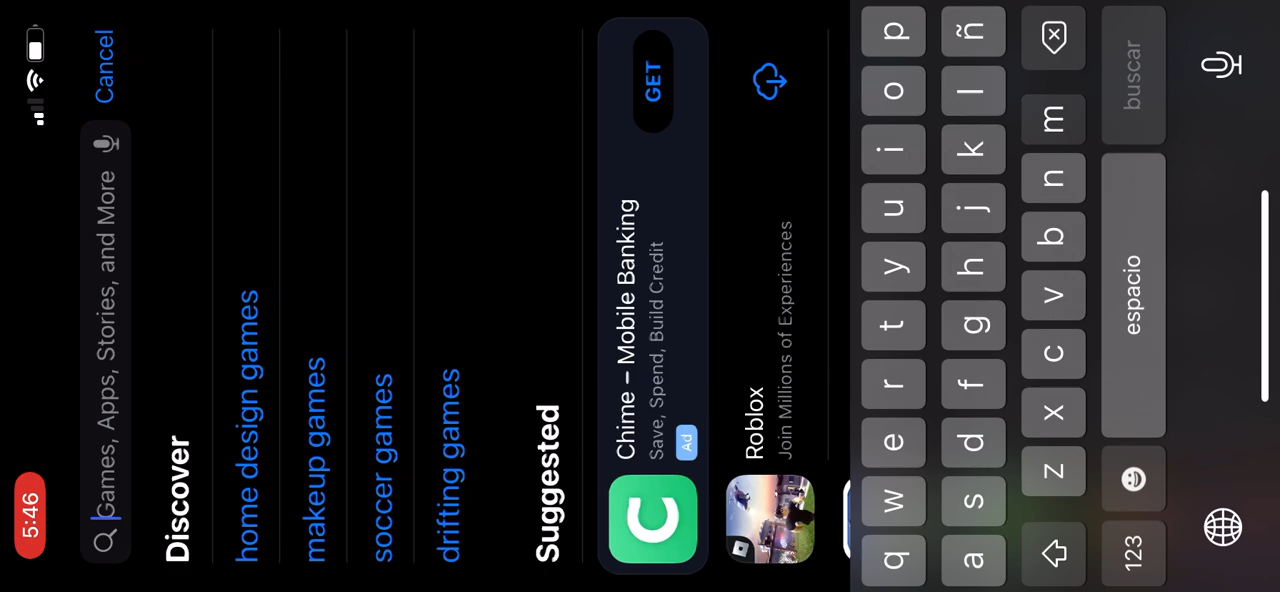 5:46
Games, Apps, Stories, and More
Cancel
Discover
home design games
makeup games
soccer games
drifting games
Suggested
Chime – Mobile Banking
Save, Spend, Build Credit
Ad
GET
Roblox
Join Millions of Experiences
q w e r t y u i o p
a s d f g h j k l ñ
z x c v b n m
123
espacio
buscar